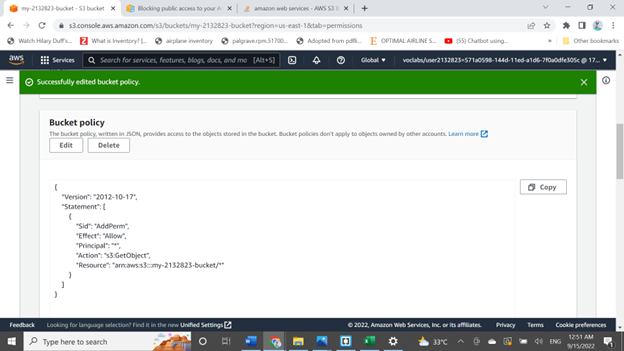 my-2132823-bucket - S3 bucket
Blocking public access to your A
amazon web services - AWS S3 1
s3.console.aws.amazon.com/s3/buckets/my-2132823-bucket?region=us-east-1&tab=permissions
Watch Hilary Duff's...
What is Inventory? |...
airplane inventory
palgrave.rpm.51700...
Adopted from pdfli...
OPTIMAL AIRLINE S...
(55) Chatbot using...
»
Other bookmarks
aws
Services
Search for services, features, blogs, docs, and mo
[Alt+S]
Global
voclabs/user2132823=571a0598-144d-11ed-a1d6-7f0a0dfe305c @ 17...
Successfully edited bucket policy.
Bucket policy
The bucket policy, written in JSON, provides access to the objects stored in the bucket. Bucket policies don't apply to objects owned by other accounts. Learn more
Edit
Delete
Copy
{
"Version": "2012-10-17",
"Statement": [
{
"Sid": "AddPerm",
"Effect": "Allow",
"Principal": "*",
"Action": "s3:GetObject",
"Resource": "arn:aws:s3:::my-2132823-bucket/*"
}
]
}
Feedback
Looking for language selection? Find it in the new Unified Settings
© 2022, Amazon Web Services, Inc. or its affiliates.
Privacy
Terms
Cookie preferences
Type here to search
33°C
ENG
12:51 AM
9/15/2022